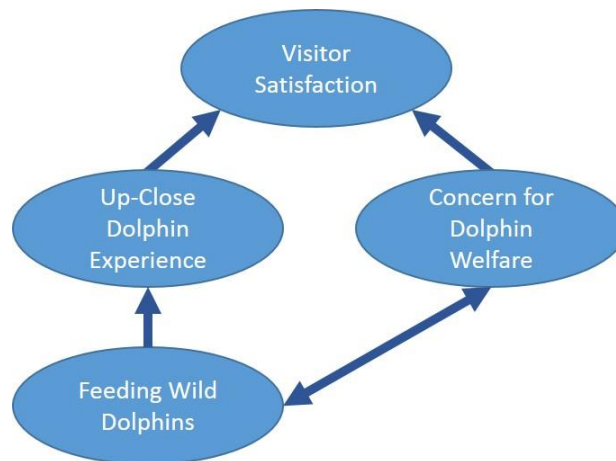 Visitor
Satisfaction
Up-Close
Dolphin
Experience
Concern for
Dolphin
Welfare
Feeding Wild
Dolphins